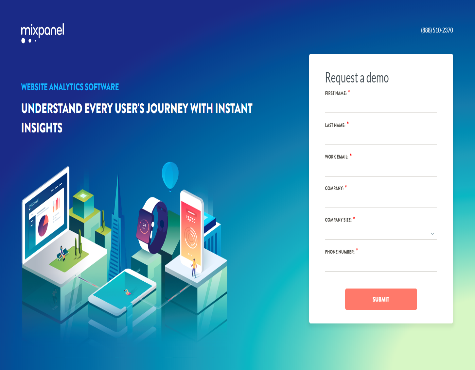 mixpanel
WEBSITE ANALYTICS SOFTWARE
UNDERSTAND EVERY USER'S JOURNEY WITH INSTANT
INSIGHTS
Request a demo
FIRST NAME: *
LAST NAME: *
WORK EMAIL: *
COMPANY: *
COMPANY SIZE: *
PHONE NUMBER: *
SUBMIT